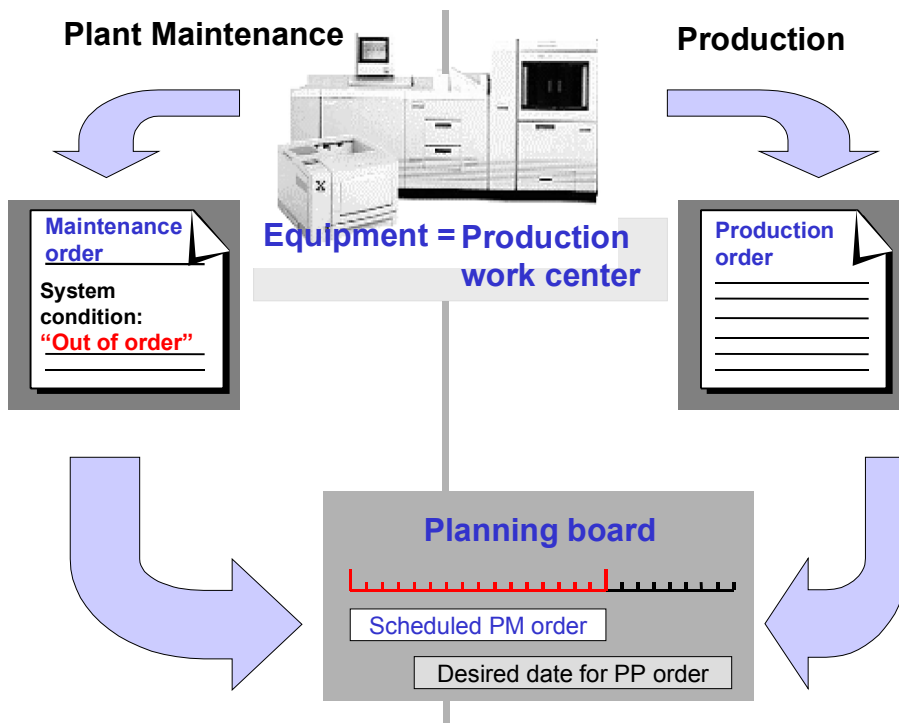 Plant Maintenance
Production
Equipment = Production
work center
Maintenance
order
System
condition:
“Out of order”
Production
order
Planning board
Scheduled PM order
Desired date for PP order